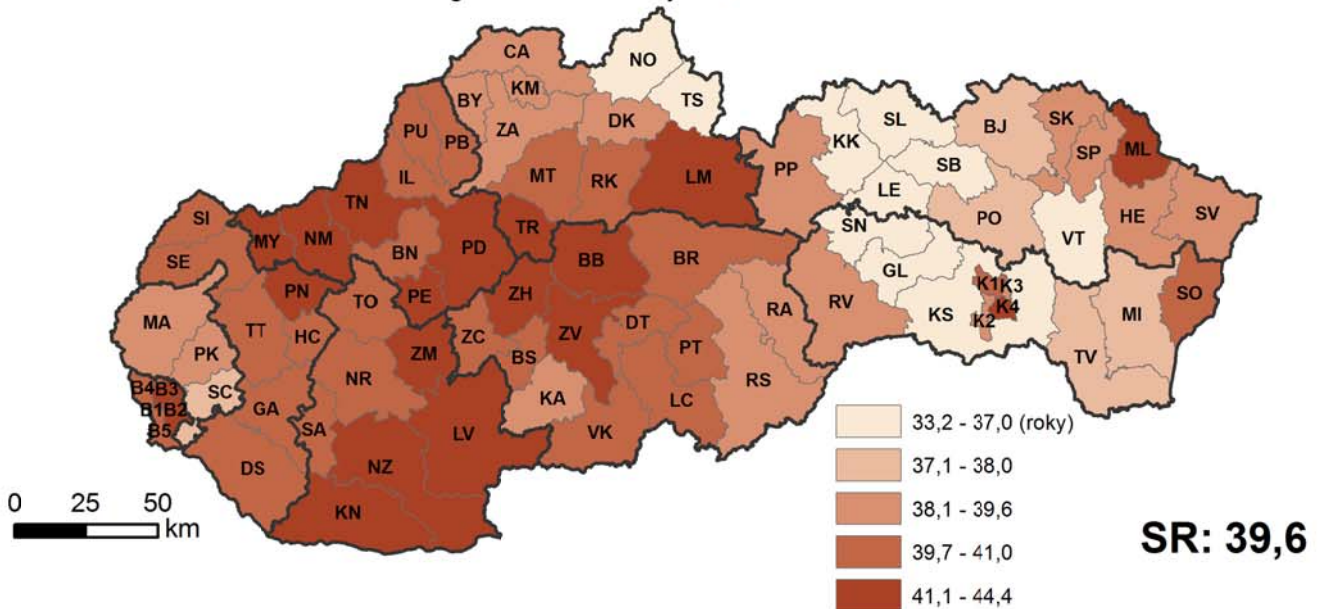 CA
NO
KM
BY
TS
PU
PB
ZA
DK
KK
SL
BJ
SK
SP
ML
IL
MT
RK
LM
PP
SB
LE
TN
SI
MY
NM
TR
SN
PO
VT
HE
SV
SE
BN
PD
BB
BR
GL
PN
TO
PE
ZH
RA
RV
KS
K1
K3
K4
K2
MI
SO
MA
TT
HC
ZM
ZC
ZV
DT
BS
PT
TV
PK
NR
RS
SC
B4
B3
B1
B2
B5
GA
SA
KA
LC
VK
LV
DS
NZ
KN
0 25 50
km
33,2 - 37,0 (roky)
37,1 - 38,0
38,1 - 39,6
39,7 - 41,0
41,1 - 44,4
SR: 39,6